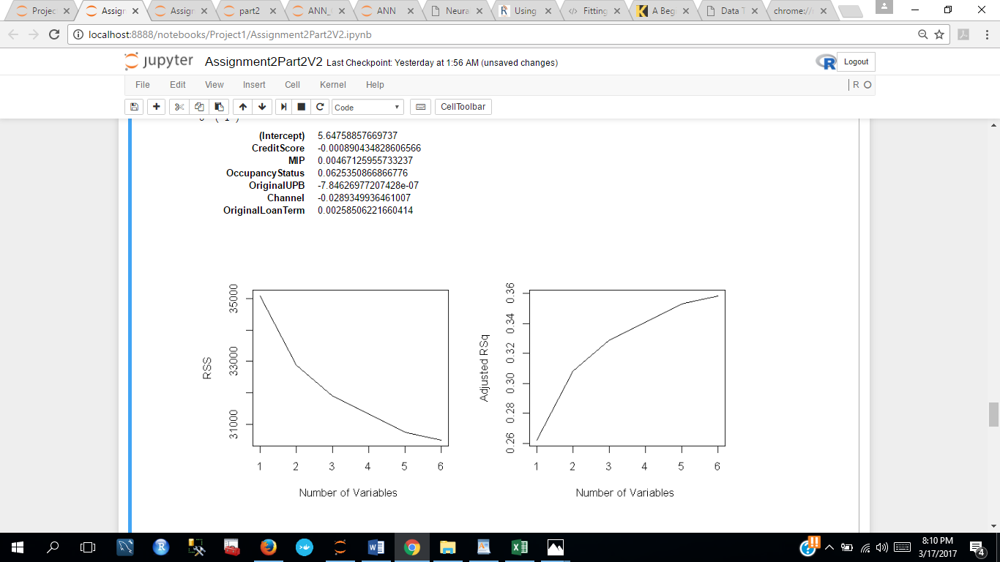 Projec
Assign
Assigr
part2
ANN_
ANN
Neura
Using
Fitting
A Beg
Data T
chrome://
localhost:8888/notebooks/Project1/Assignment2Part2V2.ipynb
jupyter Assignment2Part2V2 Last Checkpoint: Yesterday at 1:56 AM (unsaved changes)
R
Logout
File Edit View Insert Cell Kernel Help
R
Code
CellToolbar
(Intercept) 5.64758857669737
CreditScore -0.000890434828606566
MIP 0.00467125955733237
OccupancyStatus 0.0625350866866776
OriginalUPB -7.84626977207428e-07
Channel -0.0289349936461007
OriginalLoanTerm 0.00258506221660414
RSS
35000
33000
31000
1 2 3 4 5 6
Number of Variables
Adjusted RSq
0.36
0.34
0.32
0.30
0.28
0.26
1 2 3 4 5 6
Number of Variables
8:10 PM
3/17/2017
4